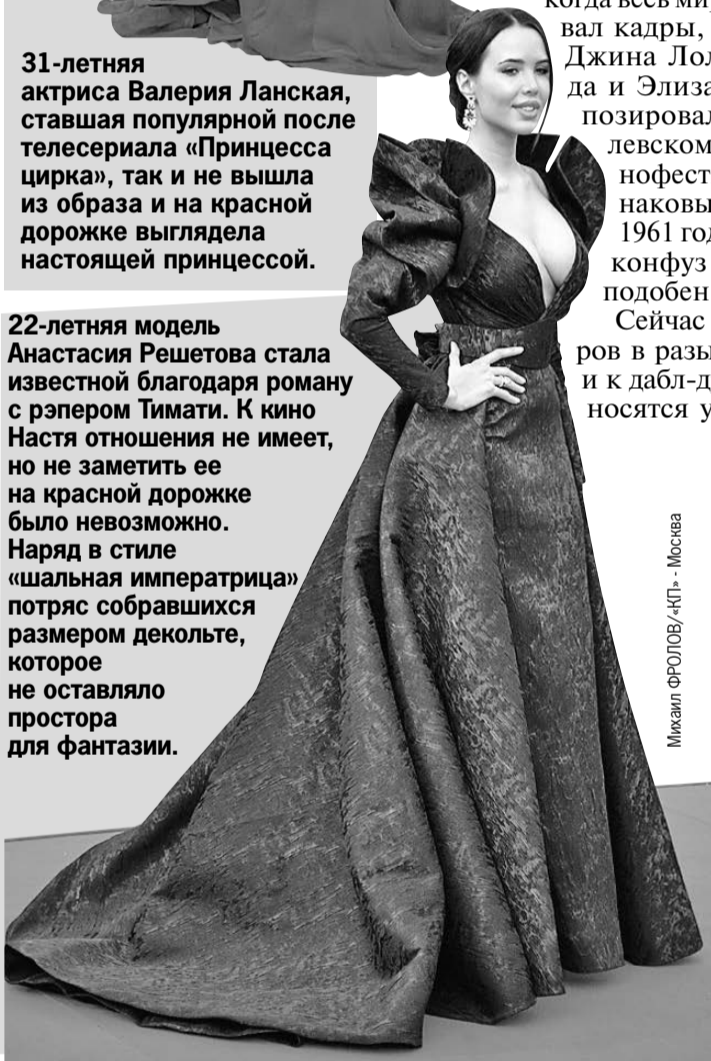 31-летняя
актриса Валерия Ланская,
ставшая популярной после
телесериала «Принцесса
цирка», так и не вышла
из образа и на красной
дорожке выглядела
настоящей принцессой.
22-летняя модель
Анастасия Решетова стала
известной благодаря роману
с рэпером Тимати. К кино
Настя отношения не имеет,
но не заметить ее
на красной дорожке
было невозможно.
Наряд в стиле
«шальная императрица»
потряс собравшихся
размером декольте,
которое
не оставляло
простора
для фантазии.
вал кадры,
Джина Лол
да и Элиза
позировал
левском
нофест
наковы
1961 год
конфуз
подобен
Сейчас
ров в разы
и к дабл-д
носятся у
Михаил ФРОЛОВ/«КП» - Москва